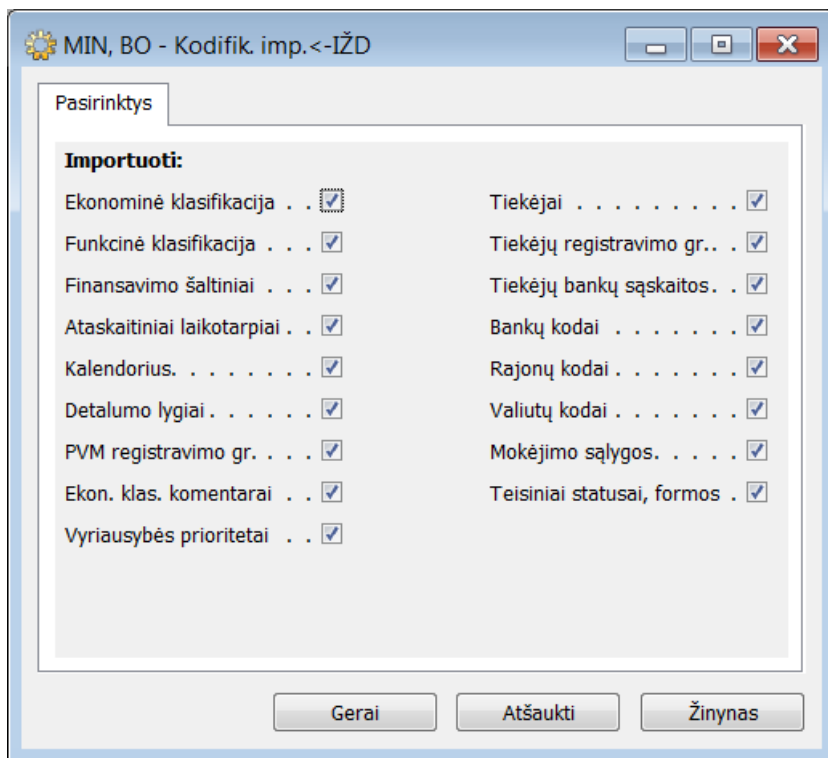 MIN, BO - Kodifik. imp.<-IŽD
Pasirinktys
Importuoti:
Ekonominė klasifikacija . .
Funkcinė klasifikacija . . .
Finansavimo šaltiniai . . .
Ataskaitiniai laikotarpiai . .
Kalendorius. . . . . . . .
Detalumo lygiai . . . . . .
PVM registravimo gr. . . .
Ekon. klas. komentarai . .
Vyriausybės prioritetai . .
Tiekėjai . . . . . . . . .
Tiekėjų registravimo gr.. .
Tiekėjų bankų sąskaitos. .
Bankų kodai . . . . . .
Rajonų kodai . . . . . . .
Valiutų kodai . . . . . . .
Mokėjimo sąlygos. . . . .
Teisiniai statusai, formos .
Gerai
Atšaukti
Žinynas